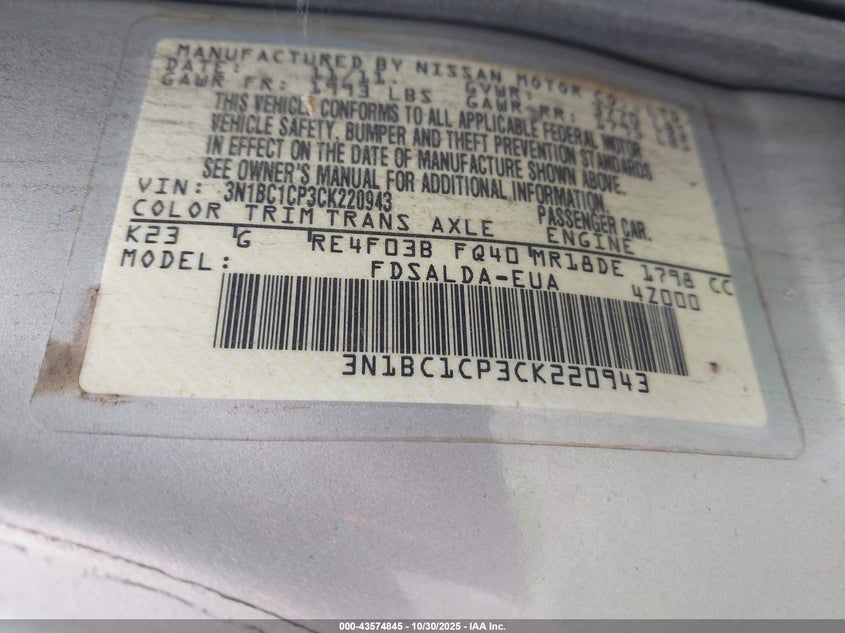 MANUFACTURED BY NISSAN MOTOR CO., LTD.
DATE: 11/11. GVWR:
GAWR FR: 1993 LBS GAWR RR: LBS
THIS VEHICLE CONFORMS TO ALL APPLICABLE FEDERAL MOTOR
VEHICLE SAFETY, BUMPER AND THEFT PREVENTION STANDARDS
IN EFFECT ON THE DATE OF MANUFACTURE SHOWN ABOVE.
SEE OWNER'S MANUAL FOR ADDITIONAL INFORMATION.
VIN: 3N1BC1CP3CK220943 PASSENGER CAR.
COLOR TRIM TRANS AXLE ENGINE
K23 G RE4F03B FQ40 MR18DE 1798 CC
MODEL: FDSALDA-EUA 4Z000
3N1BC1CP3CK220943
000-43574845 | 10/30/2025 - IAA Inc.